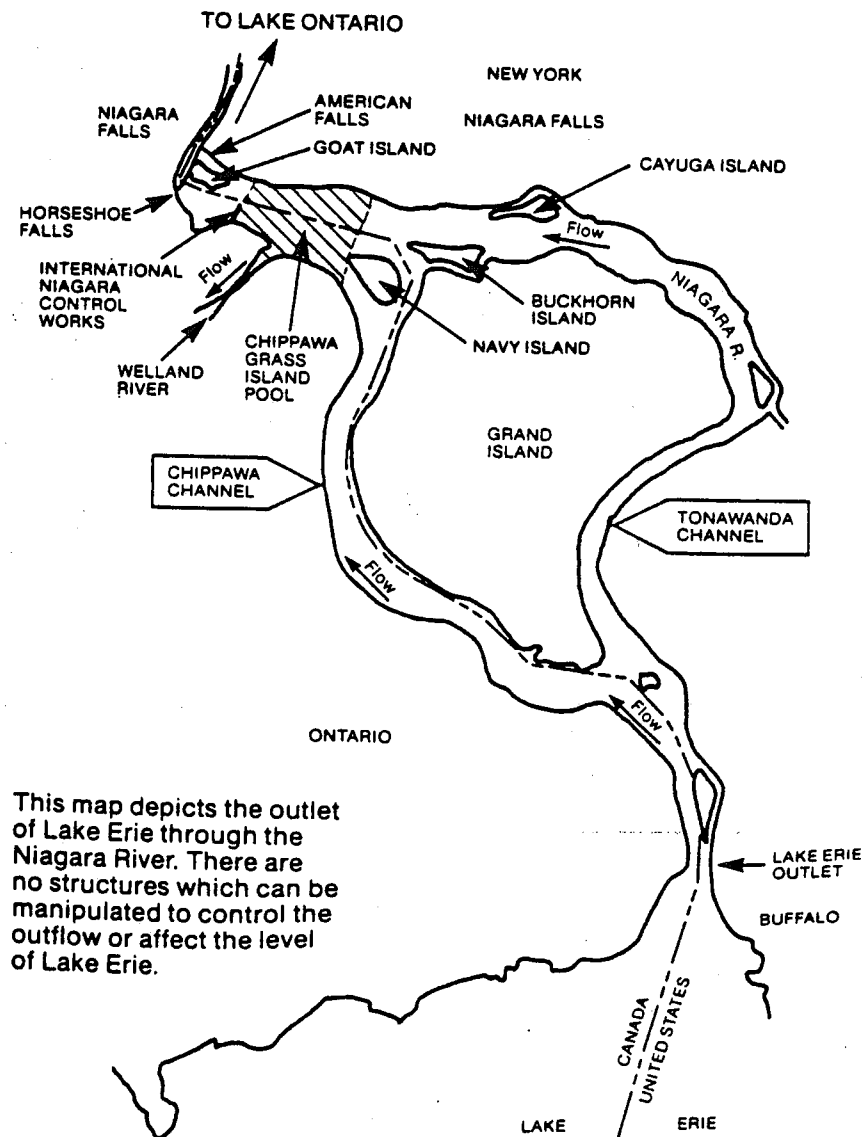 TO LAKE ONTARIO
NEW YORK
NIAGARA
FALLS
AMERICAN
FALLS
NIAGARA FALLS
GOAT ISLAND
CAYUGA ISLAND
HORSESHOE
FALLS
Flow
INTERNATIONAL
NIAGARA
CONTROL
WORKS
Flow
NIAGARA R.
BUCKHORN
ISLAND
NAVY ISLAND
WELLAND
RIVER
CHIPPAWA
GRASS
ISLAND
POOL
GRAND
ISLAND
CHIPPAWA
CHANNEL
TONAWANDA
CHANNEL
Flow
Flow
ONTARIO
This map depicts the outlet
of Lake Erie through the
Niagara River. There are
no structures which can be
manipulated to control the
outflow or affect the level
of Lake Erie.
LAKE ERIE
OUTLET
BUFFALO
CANADA
UNITED STATES
LAKE ERIE